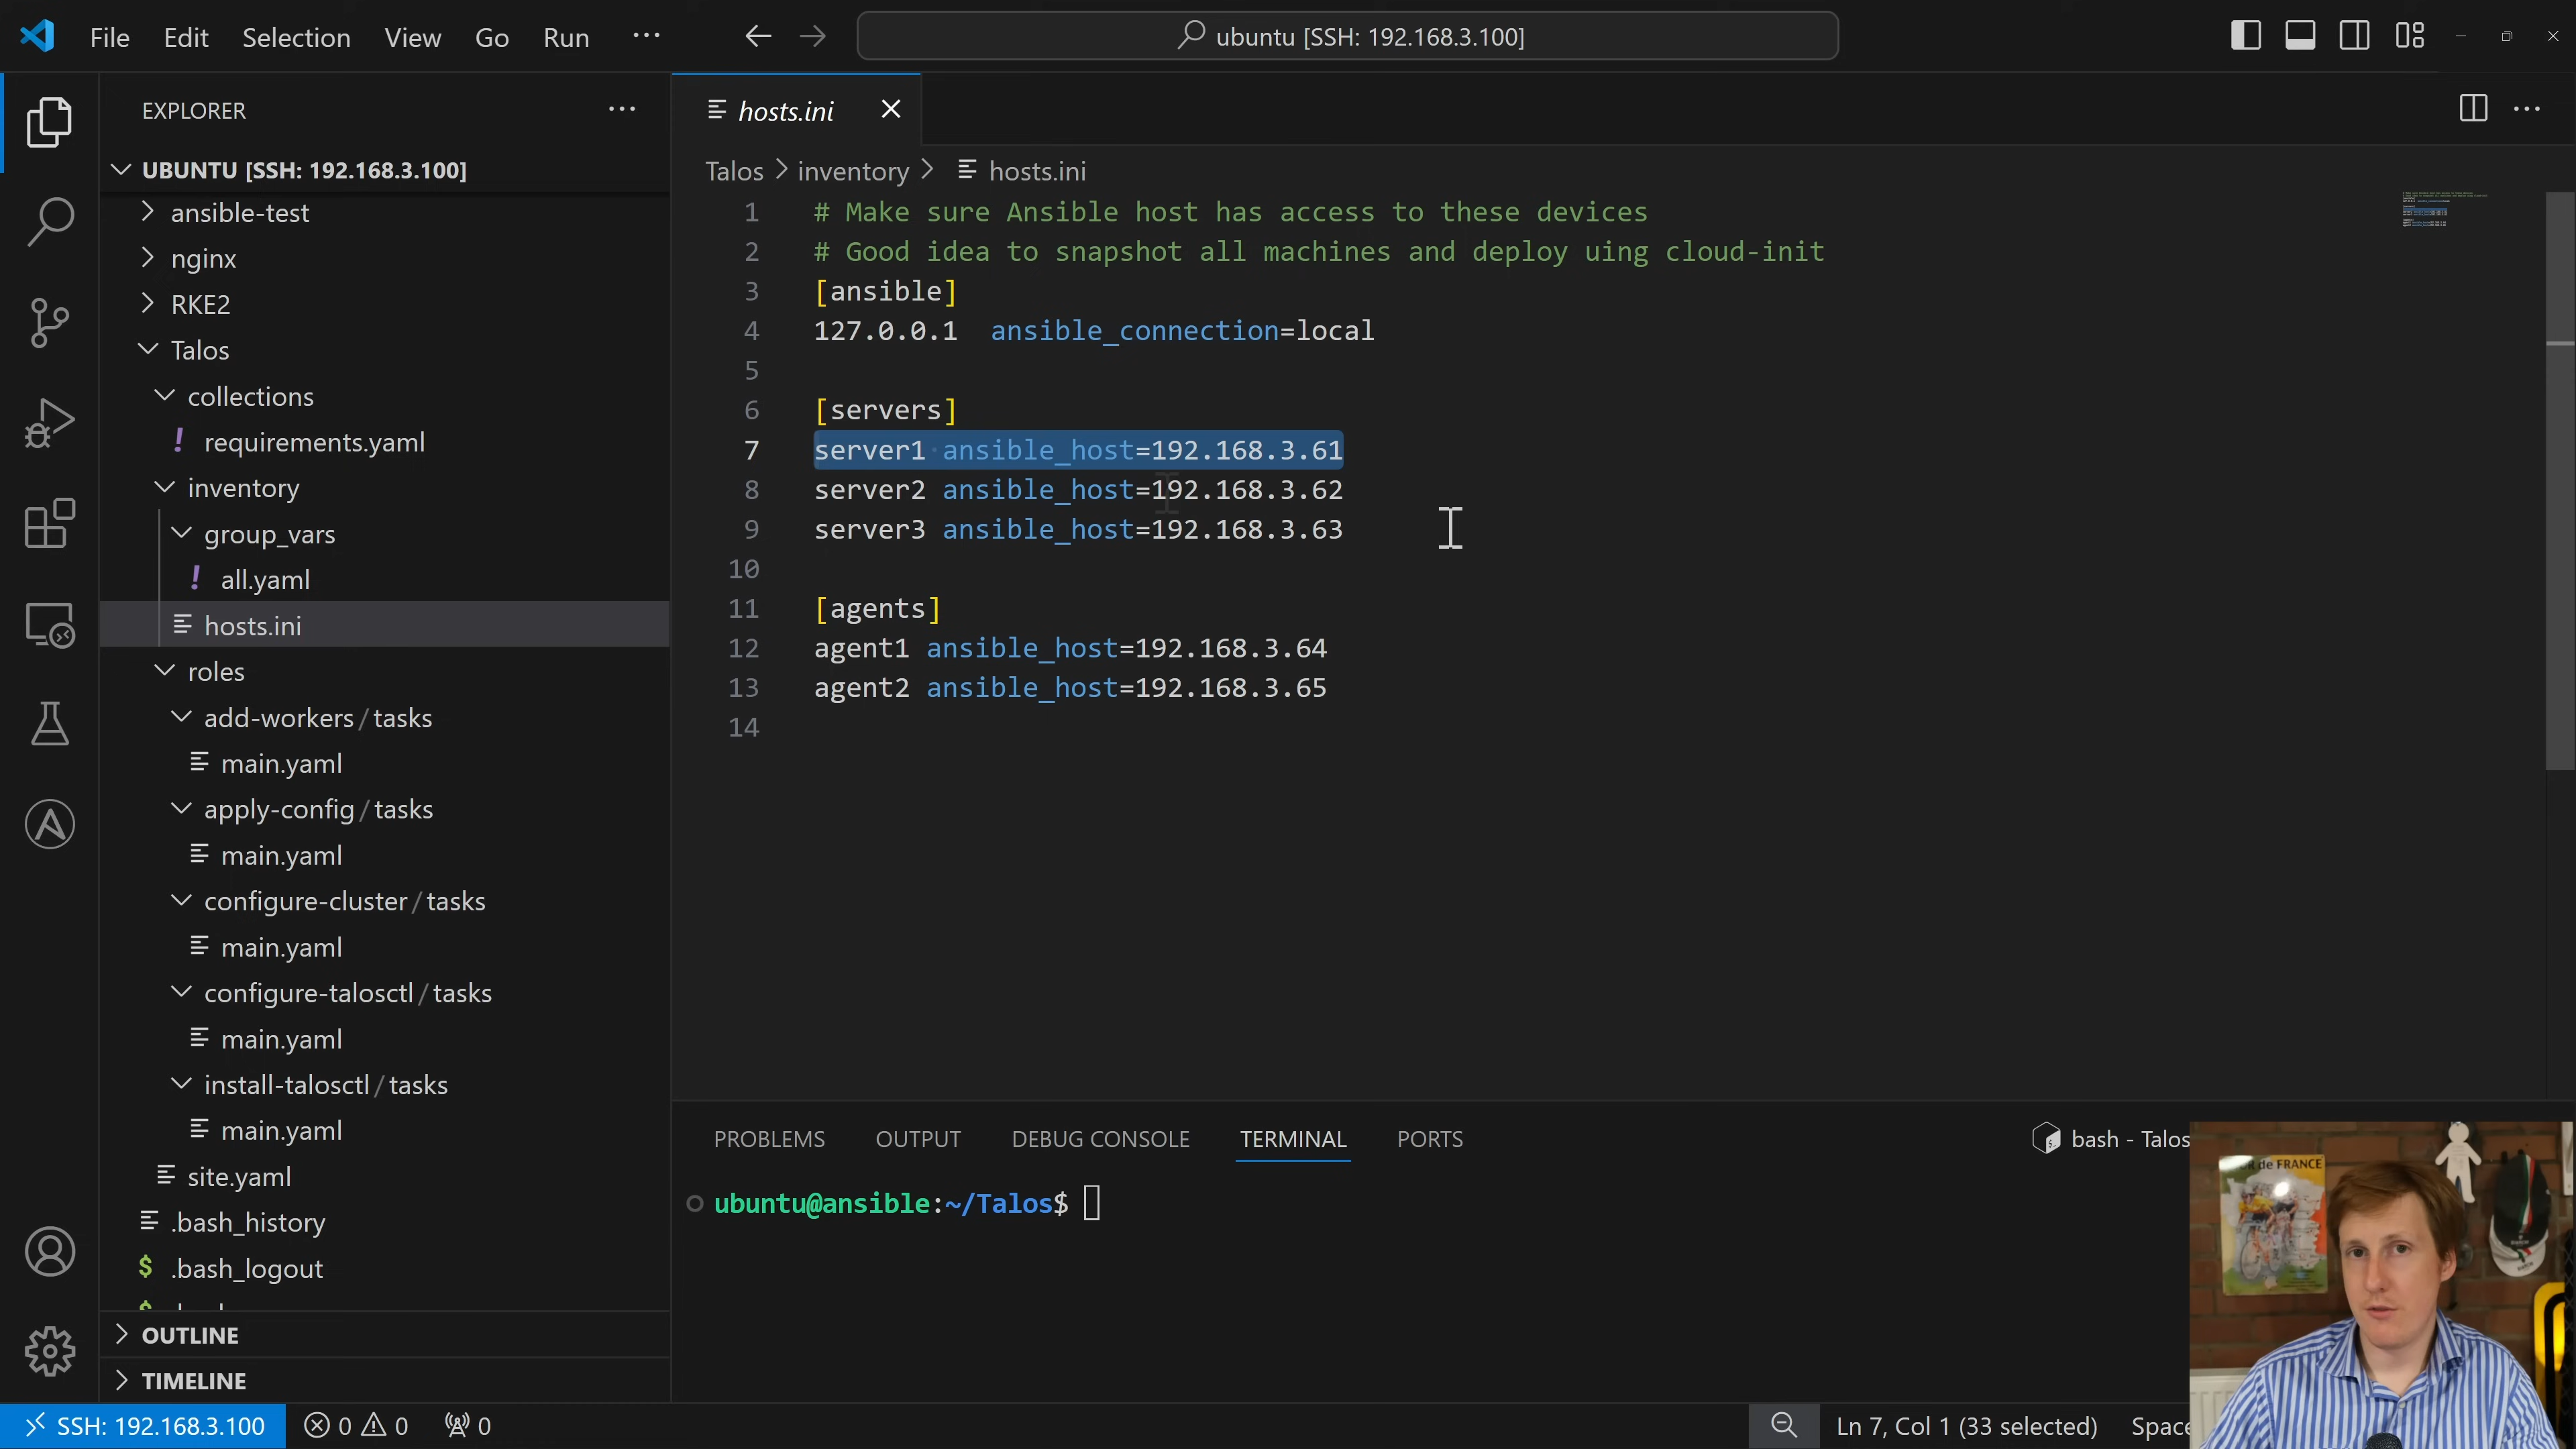 File Edit Selection View Go Run ···
ubuntu [SSH: 192.168.3.100]
EXPLORER
UBUNTU [SSH: 192.168.3.100]
ansible-test
nginx
RKE2
Talos
collections
! requirements.yaml
inventory
group_vars
! all.yaml
hosts.ini
roles
add-workers/tasks
main.yaml
apply-config/tasks
main.yaml
configure-cluster/tasks
main.yaml
configure-talosctl/tasks
main.yaml
install-talosctl/tasks
main.yaml
site.yaml
.bash_history
$ .bash_logout
OUTLINE
TIMELINE
hosts.ini
Talos > inventory > hosts.ini
1 # Make sure Ansible host has access to these devices
2 # Good idea to snapshot all machines and deploy uing cloud-init
3 [ansible]
4 127.0.0.1 ansible_connection=local
5
6 [servers]
7 server1 ansible_host=192.168.3.61
8 server2 ansible_host=192.168.3.62
9 server3 ansible_host=192.168.3.63
10
11 [agents]
12 agent1 ansible_host=192.168.3.64
13 agent2 ansible_host=192.168.3.65
14
PROBLEMS OUTPUT DEBUG CONSOLE TERMINAL PORTS
bash - Talos
ubuntu@ansible:~/Talos$
de FRANCE
SSH: 192.168.3.100 0 0 0
Ln 7, Col 1 (33 selected)